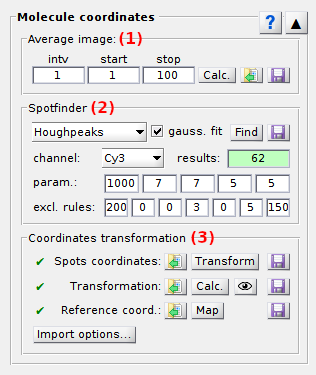 Molecule coordinates
? ▲
Average image: (1)
intv start stop
1 1 100 Calc.
Spotfinder (2)
Houghpeaks ✔ gauss. fit Find
channel: Cy3 results: 62
param.: 1000 7 7 5 5
excl. rules: 200 0 0 3 0 5 150
Coordinates transformation (3)
✔ Spots coordinates: Transform
✔ Transformation: Calc.
✔ Reference coord.: Map
Import options...